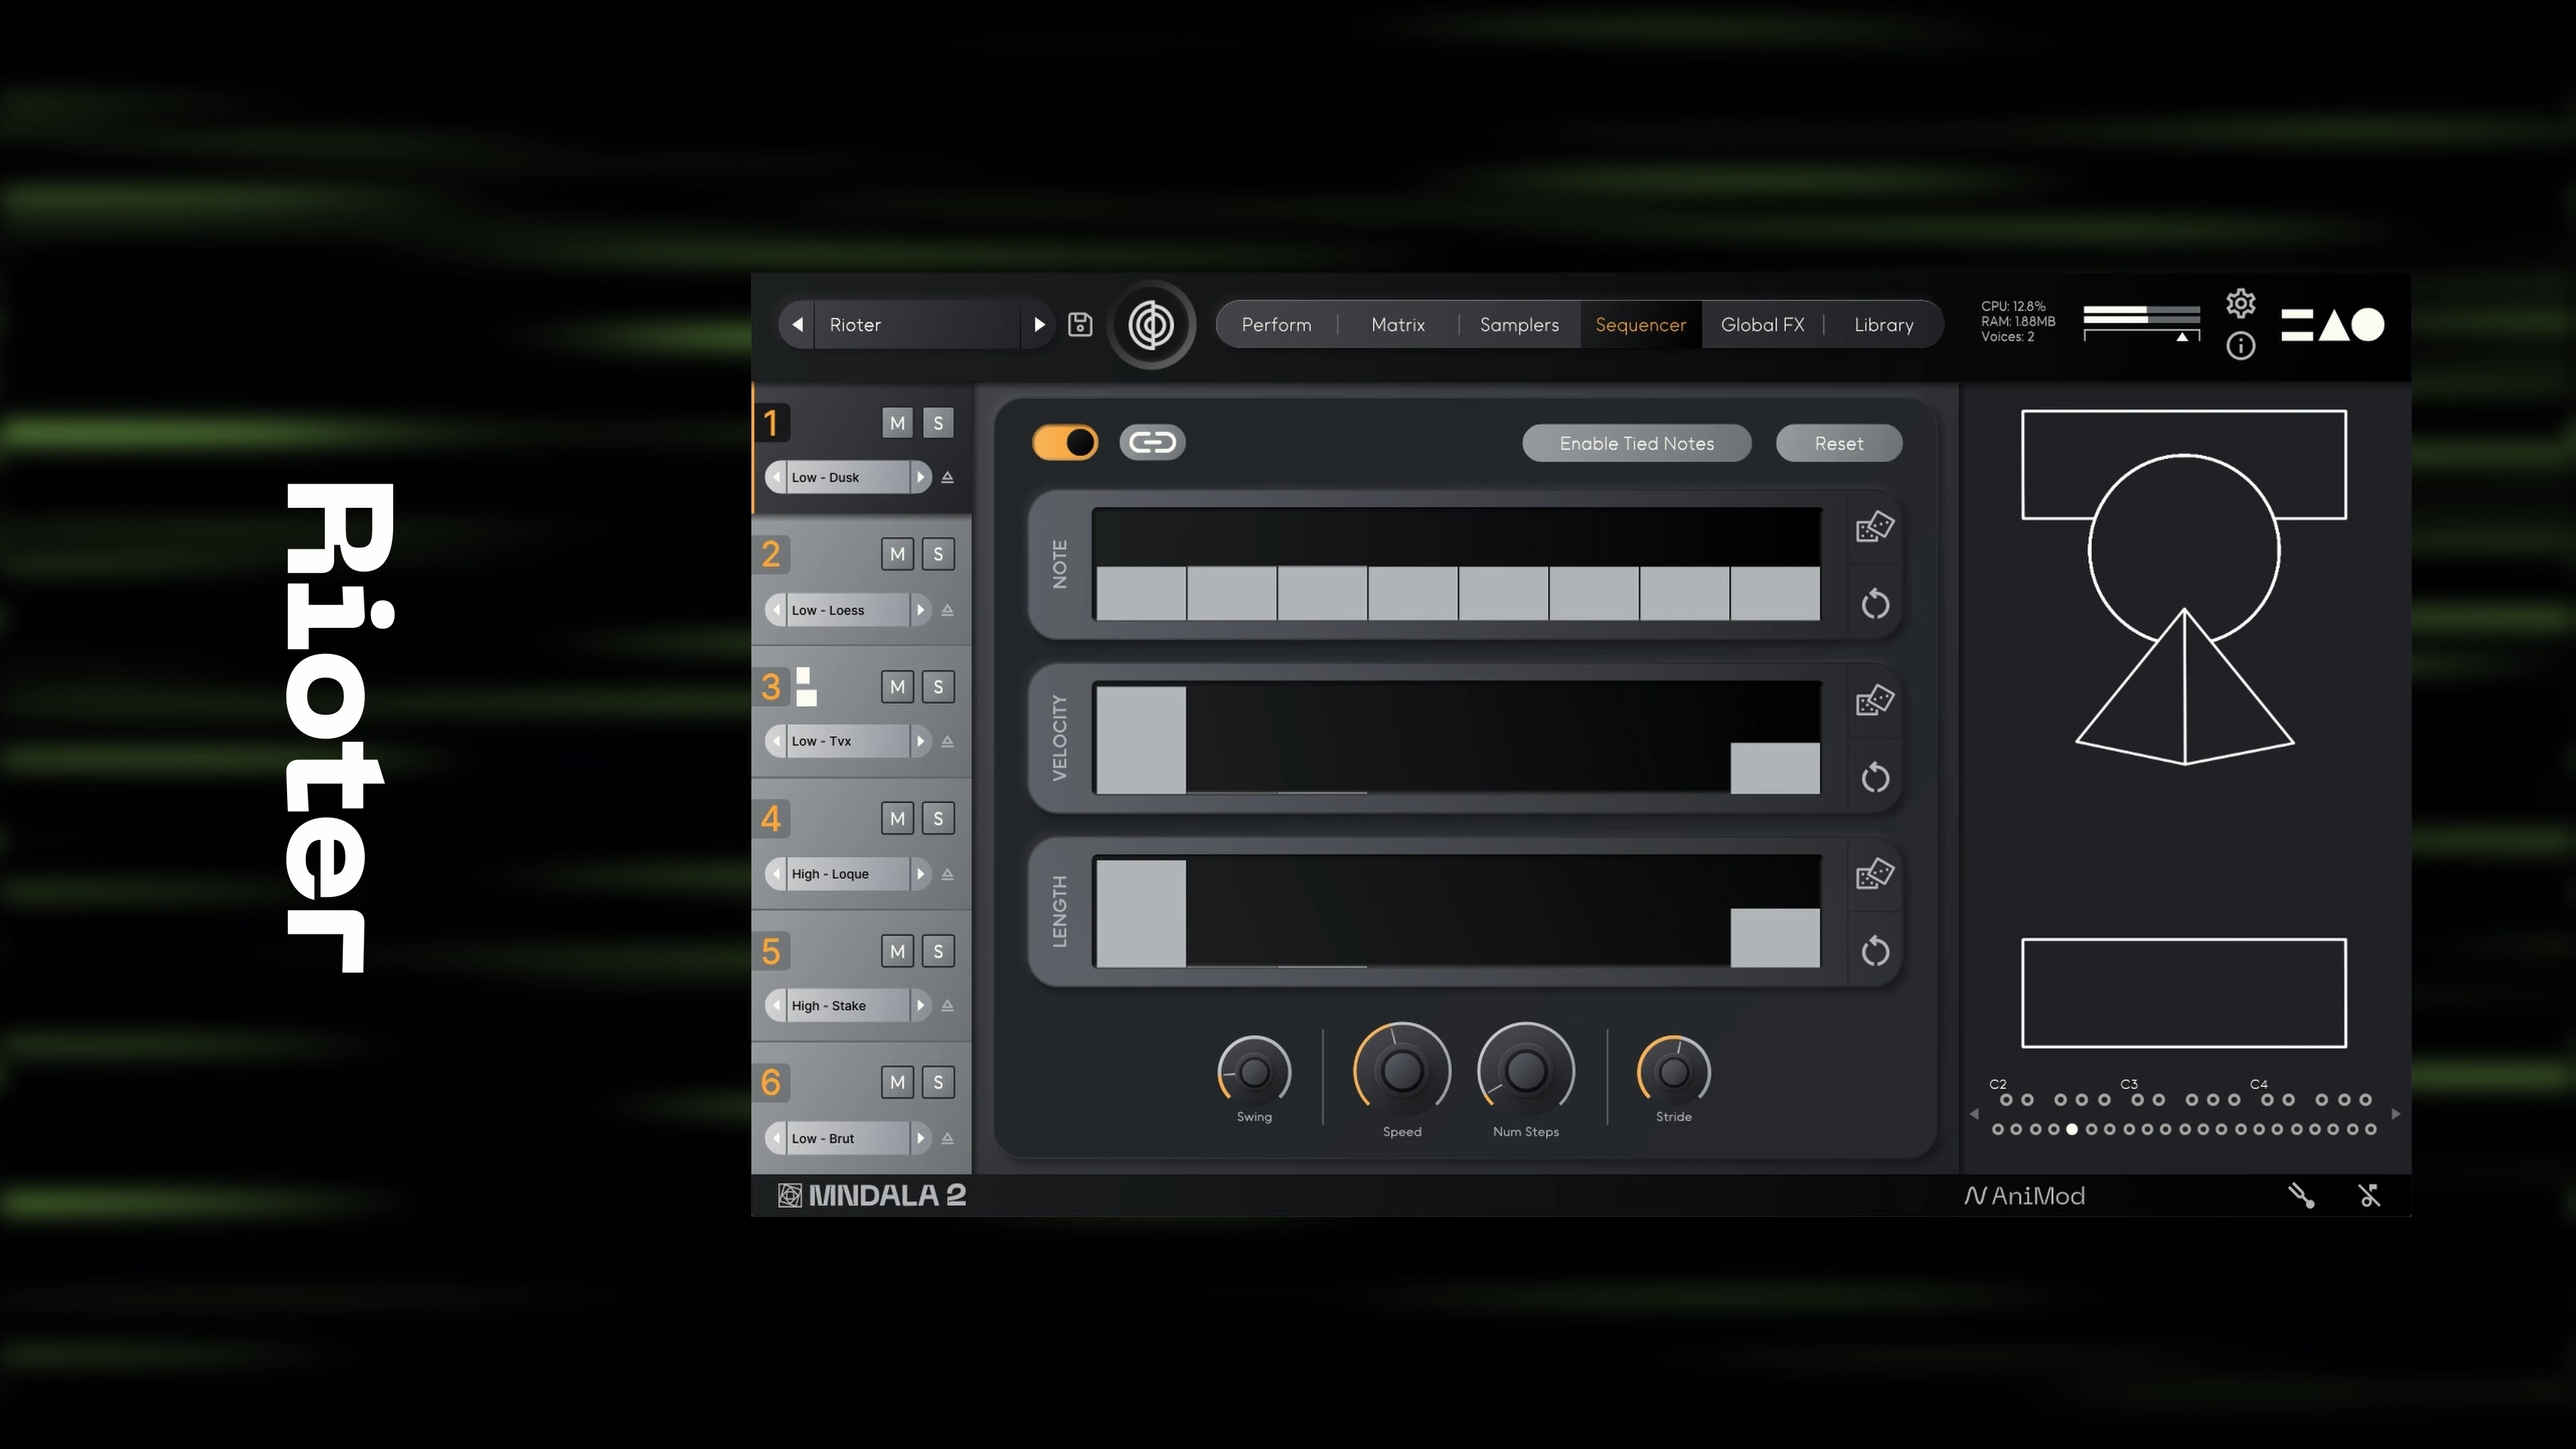 Rioter
Rioter
Perform
Matrix
Samplers
Sequencer
Global FX
Library
CPU: 12.8%
RAM: 1.88MB
Voices: 2
1
M
S
Low - Dusk
2
M
S
Low - Loess
3
M
S
Low - Tvx
4
M
S
High - Loque
5
M
S
High - Stake
6
M
S
Low - Brut
Enable Tied Notes
Reset
NOTE
VELOCITY
LENGTH
Swing
Speed
Num Steps
Stride
C2
C3
C4
MNDALA 2
AniMod